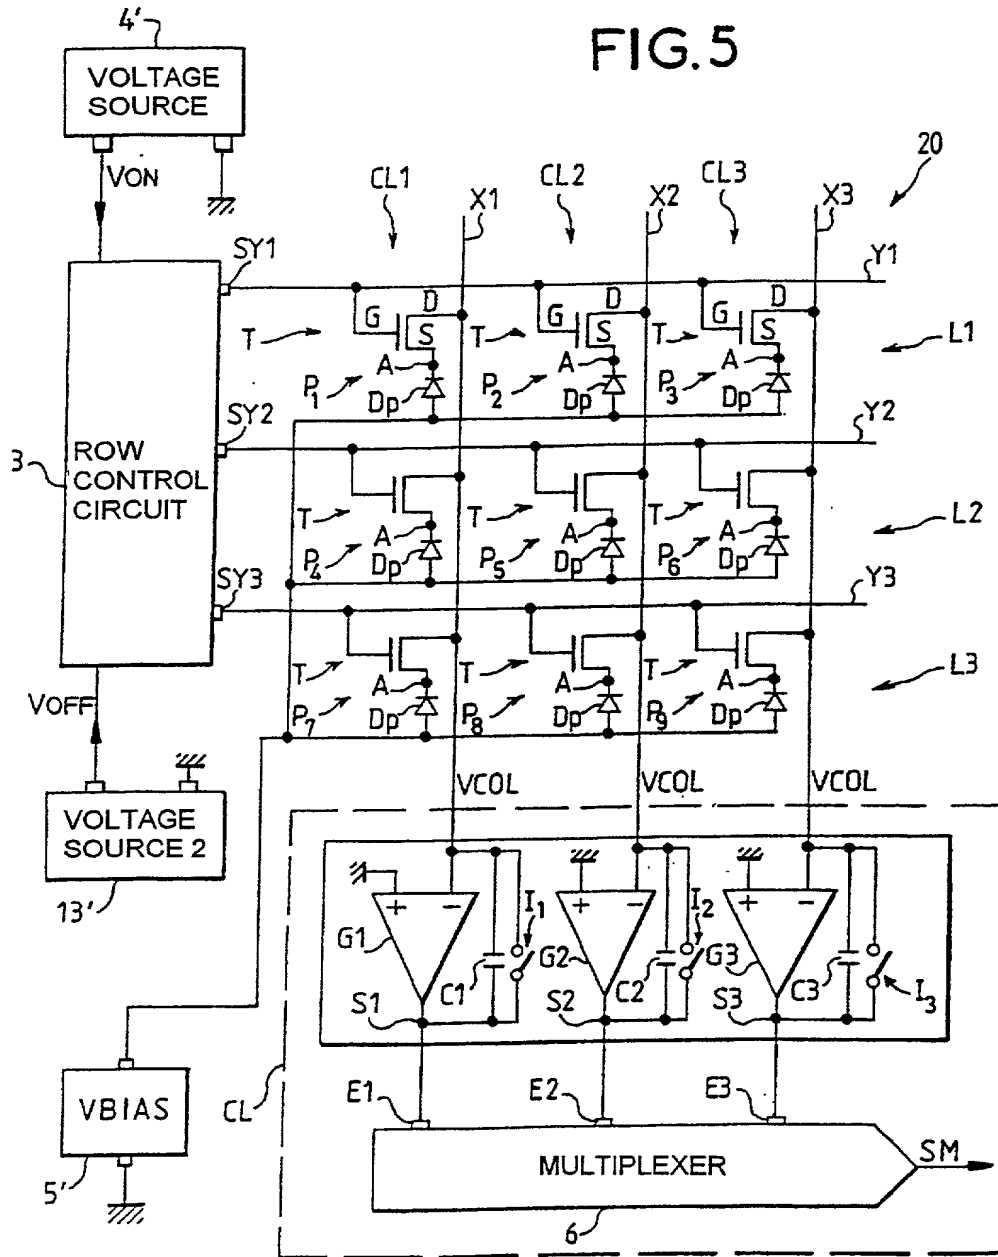 FIG.5
4'
VOLTAGE
SOURCE
VON
20
CL1
X1
CL2
X2
CL3
X3
SY1
Y1
G D
S
G D
S
G D
S
T
T
T
L1
A
A
A
P1
Dp
P2
Dp
P3
Dp
SY2
Y2
3
ROW
CONTROL
CIRCUIT
T
T
T
L2
A
A
A
P4
Dp
P5
Dp
P6
Dp
SY3
Y3
T
T
T
L3
A
A
A
P7
Dp
P8
Dp
P9
Dp
VOFF
VCOL
VCOL
VCOL
VOLTAGE
SOURCE 2
13'
+ −
+ −
+ −
I1
I2
I3
G1
C1
G2
C2
G3
C3
S1
S2
S3
VBIAS
5'
CL
E1
E2
E3
MULTIPLEXER
SM
6